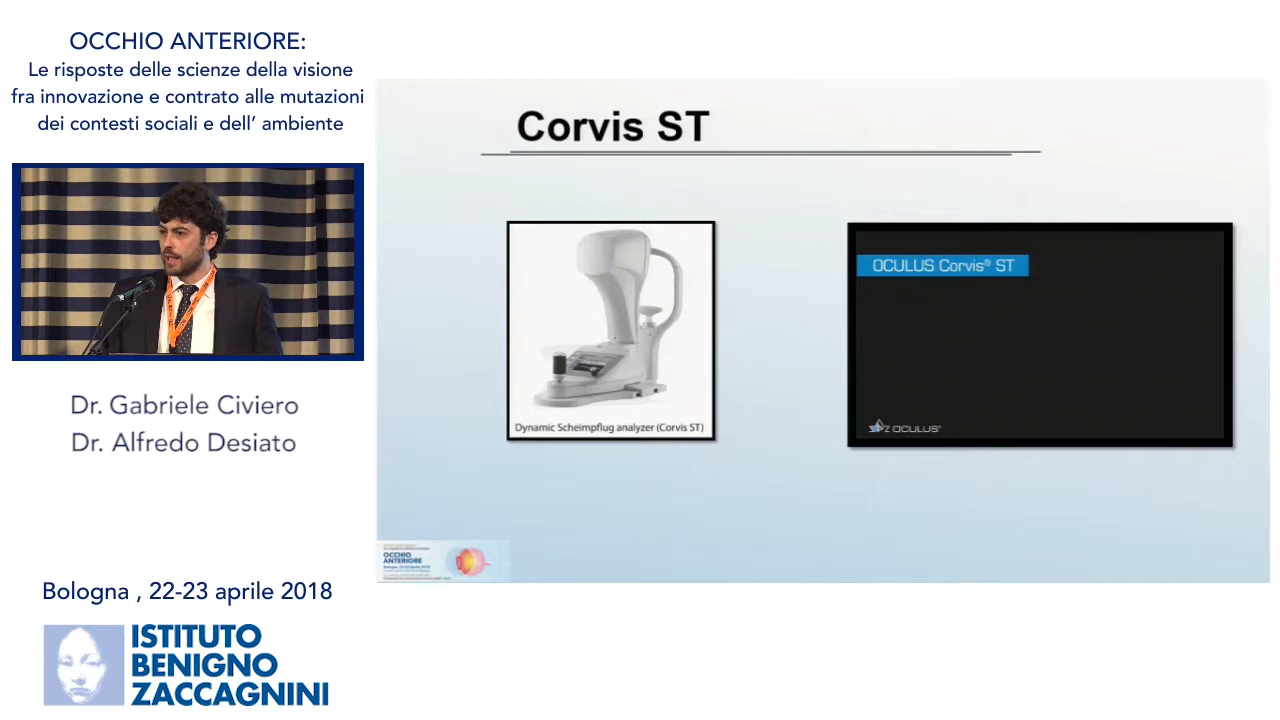 OCCHIO ANTERIORE:
Le risposte delle scienze della visione
fra innovazione e contrato alle mutazioni
dei contesti sociali e dell' ambiente
Dr. Gabriele Civiero
Dr. Alfredo Desiato
Bologna , 22-23 aprile 2018
ISTITUTO
BENIGNO
ZACCAGNINI
Corvis ST
Dynamic Scheimpflug analyzer (Corvis ST)
OCULUS Corvis® ST
OCULUS®
OCCHIO
ANTERIORE